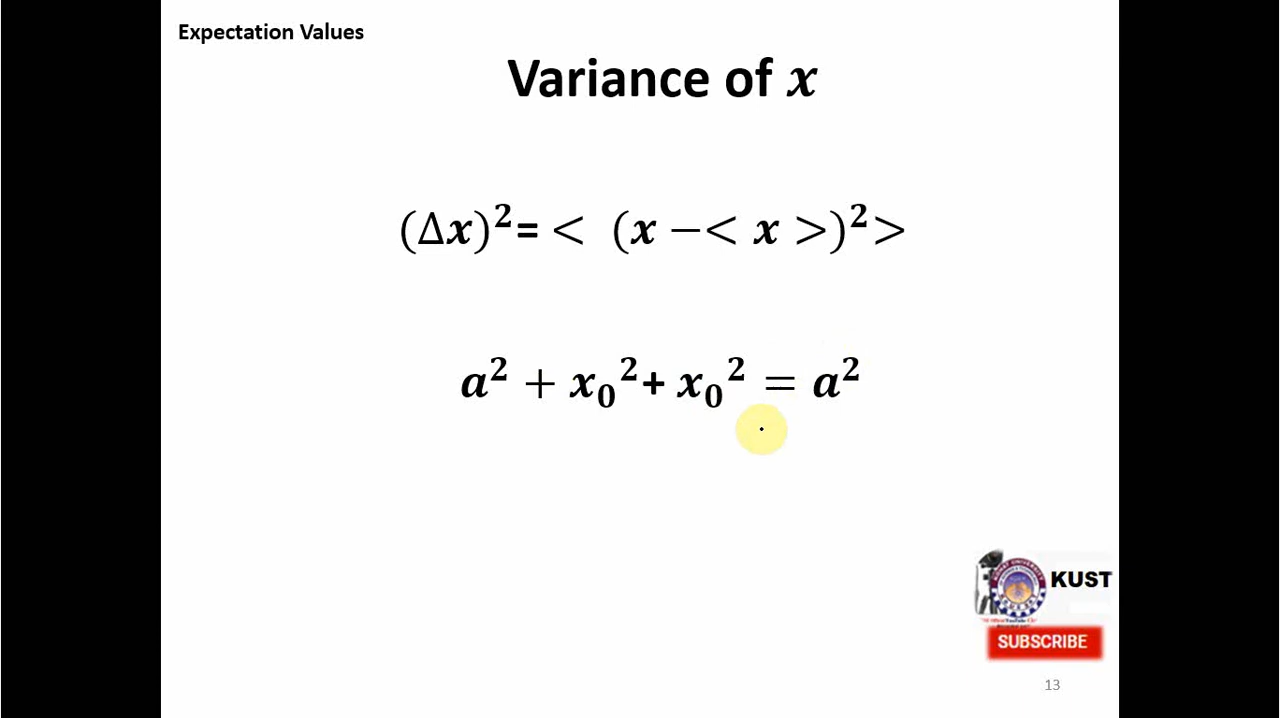 Expectation Values
Variance of x
(Δx)²= < (x −< x >)²>
a² + x₀²+ x₀² = a²
KUST
SUBSCRIBE
13